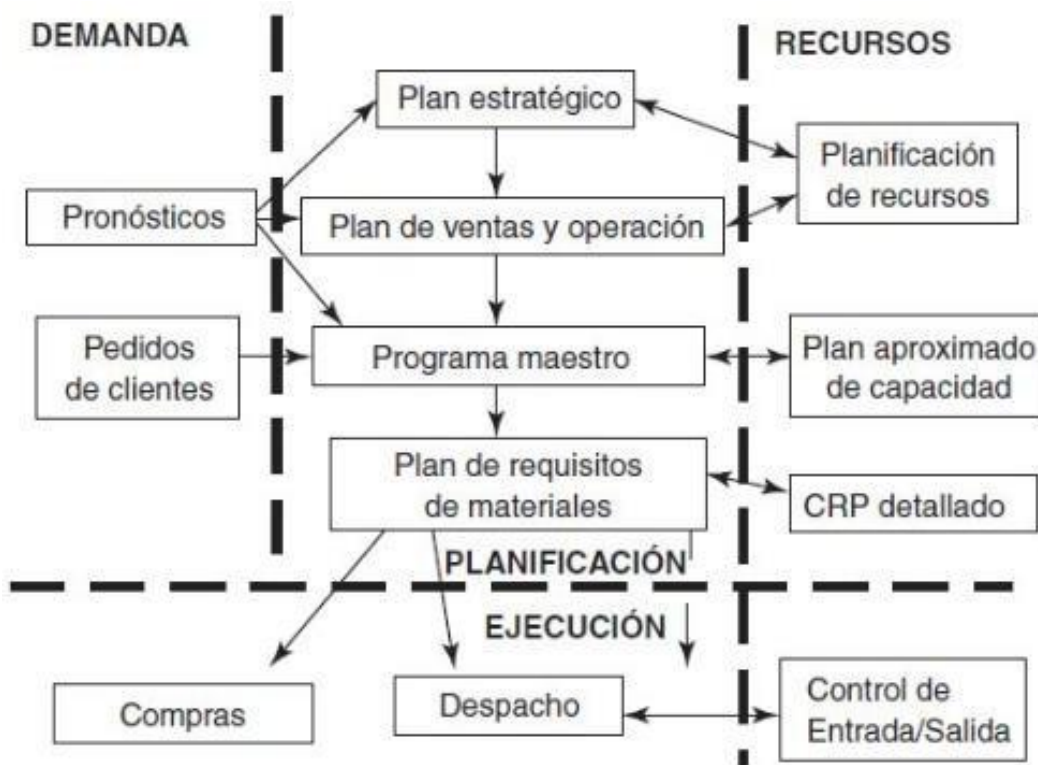 DEMANDA
RECURSOS
Plan estratégico
Planificación
de recursos
Pronósticos
Plan de ventas y operación
Pedidos
de clientes
Programa maestro
Plan aproximado
de capacidad
Plan de requisitos
de materiales
CRP detallado
PLANIFICACIÓN
EJECUCIÓN
Compras
Despacho
Control de
Entrada/Salida